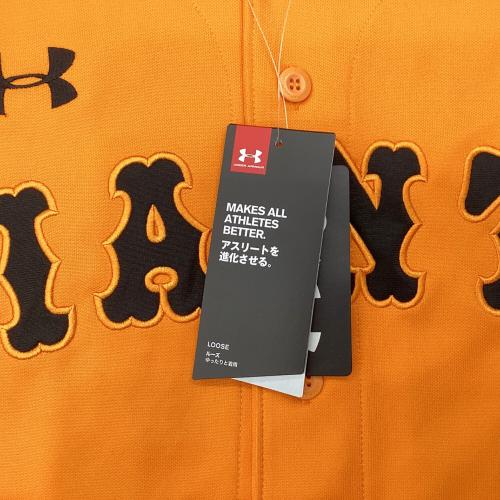 IANT
UNDER ARMOUR
MAKES ALL
ATHLETES
BETTER.
アスリートを
進化させる。
LOOSE
ルーズ
ゆったりと着用